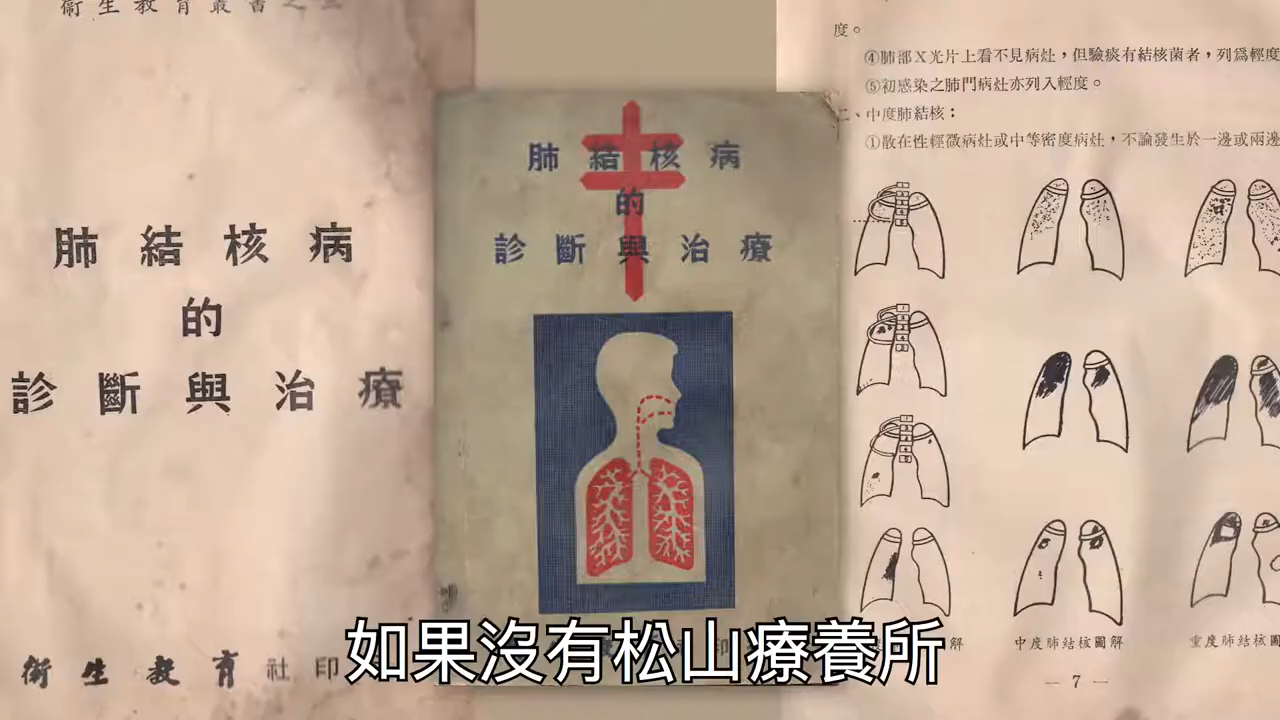 衛生教育叢書之
肺結核病
的
診斷與治療
衛生教育社印
肺結核病
的
診斷與治療
度。
④肺部X光片上看不見病灶，但驗痰有結核菌者，列爲輕度
⑤初感染之肺門病灶亦列入輕度。
二、中度肺結核：
①散在性輕微病灶或中等密度病灶，不論發生於一邊或兩邊
解
中度肺結核圖解
重度肺結核圖
— 7 —
如果沒有松山療養所